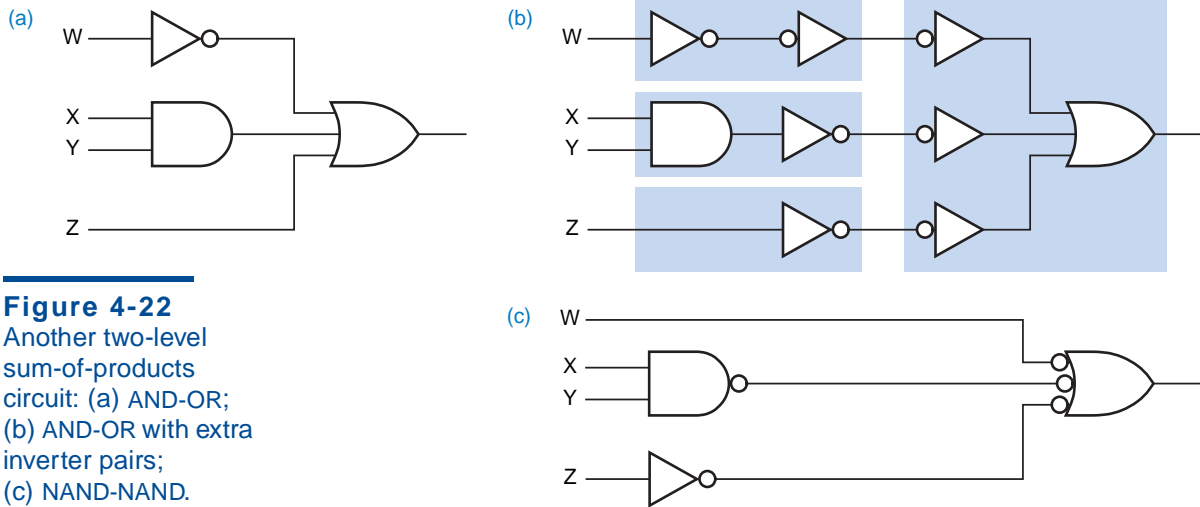 (a)
W
X
Y
Z
(b)
W
X
Y
Z
Figure 4-22
Another two-level
sum-of-products
circuit: (a) AND-OR;
(b) AND-OR with extra
inverter pairs;
(c) NAND-NAND.
(c)
W
X
Y
Z